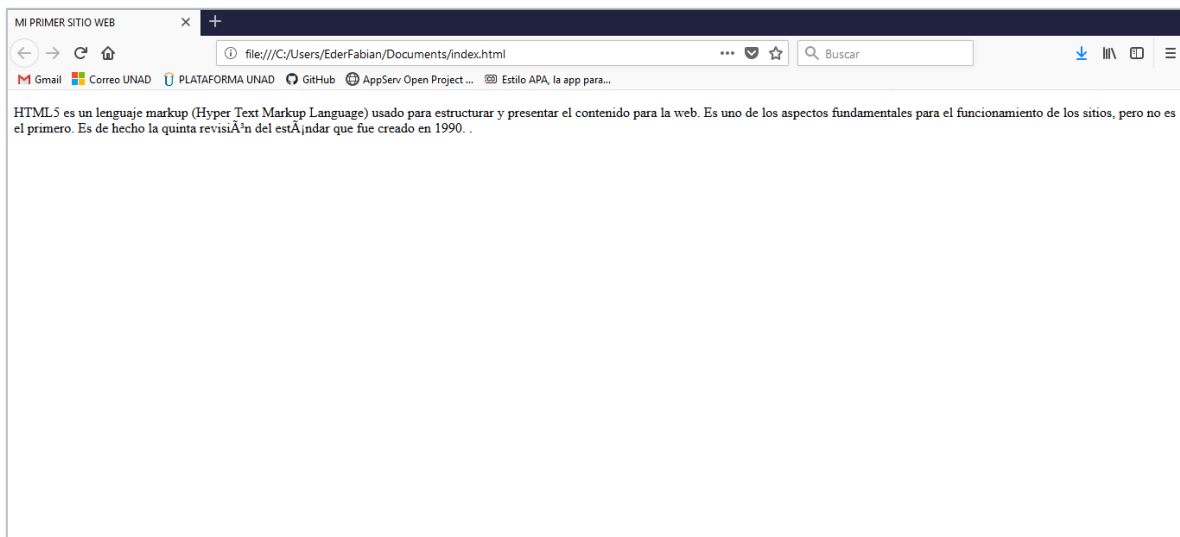 MI PRIMER SITIO WEB
file:///C:/Users/EderFabian/Documents/index.html
Buscar
Gmail Correo UNAD PLATAFORMA UNAD GitHub AppServ Open Project ... Estilo APA, la app para...
HTML5 es un lenguaje markup (Hyper Text Markup Language) usado para estructurar y presentar el contenido para la web. Es uno de los aspectos fundamentales para el funcionamiento de los sitios, pero no es
el primero. Es de hecho la quinta revisiÃ³n del estÃ¡ndar que fue creado en 1990. .